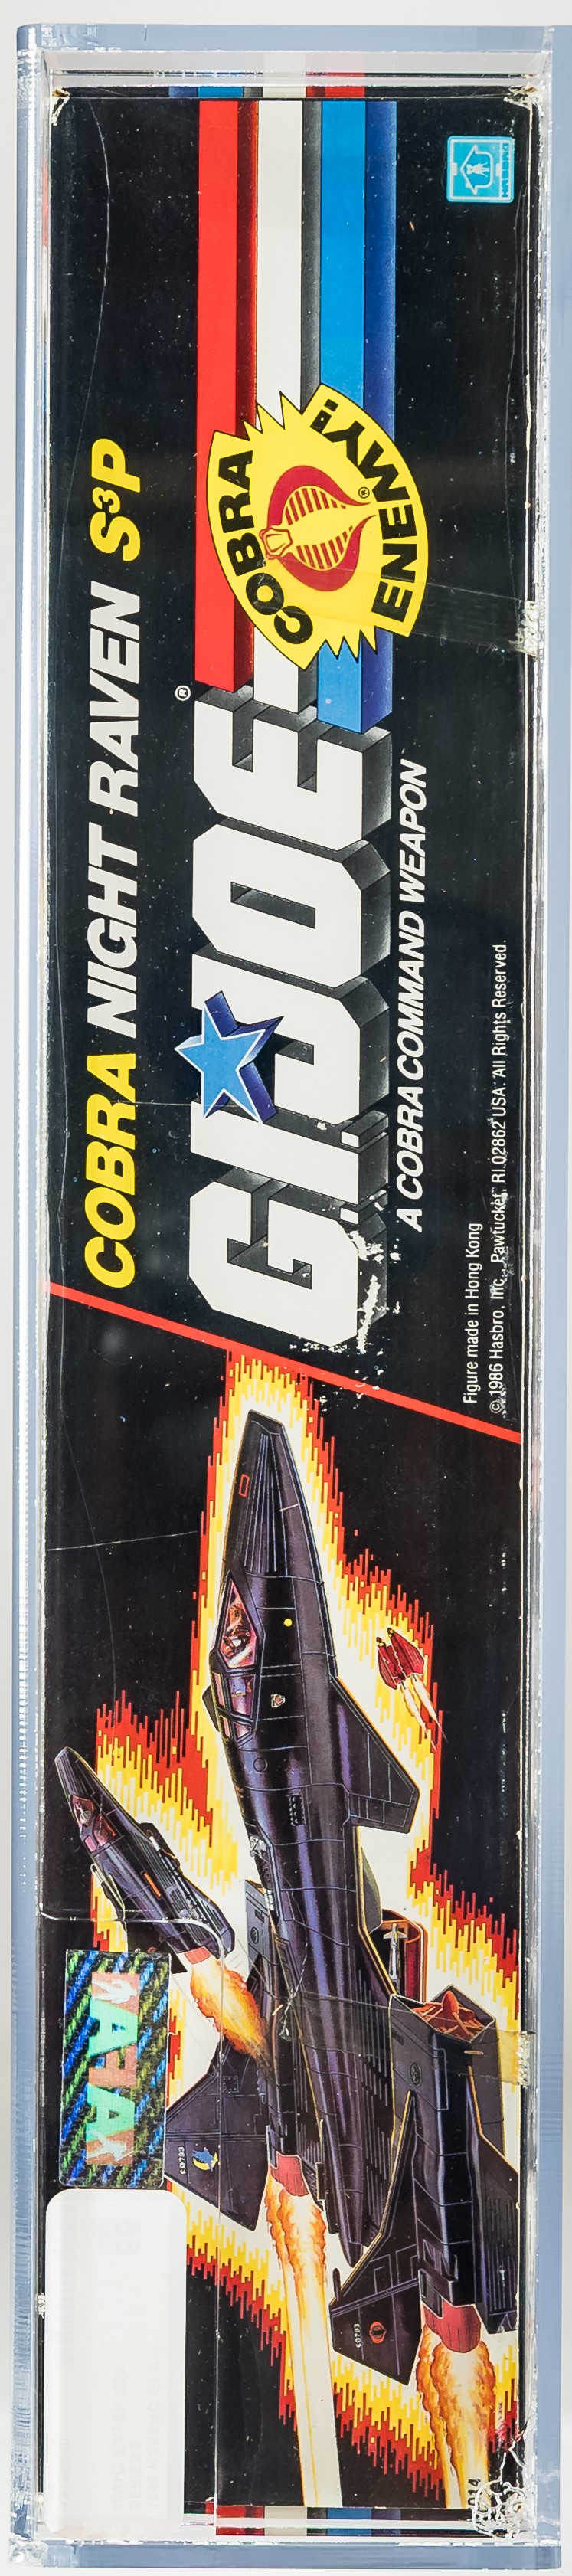 COBRA NIGHT RAVEN S³P
G.I. JOE®
COBRA
ENEMY!
®
A COBRA COMMAND WEAPON
Figure made in Hong Kong
© 1986 Hasbro, Inc., Pawtucket, RI 02862 USA. All Rights Reserved.
HASBRO
AFA